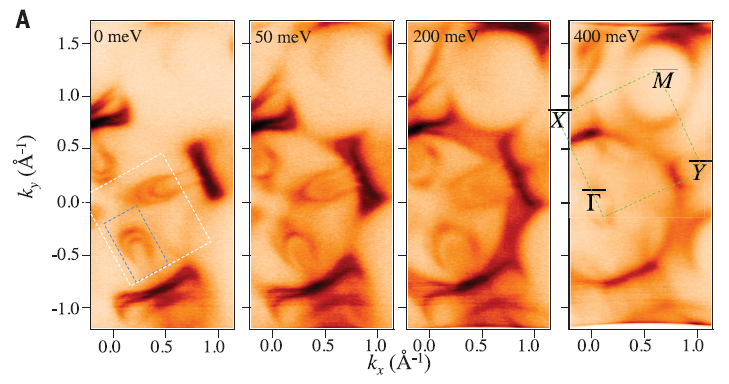 A
0 meV
50 meV
200 meV
400 meV
1.5
1.0
0.5
0.0
-0.5
-1.0
k_y (Å⁻¹)
M̅
X̅
Y̅
Γ̅
0.0 0.5 1.0
0.0 0.5 1.0
0.0 0.5 1.0
0.0 0.5 1.0
k_x (Å⁻¹)